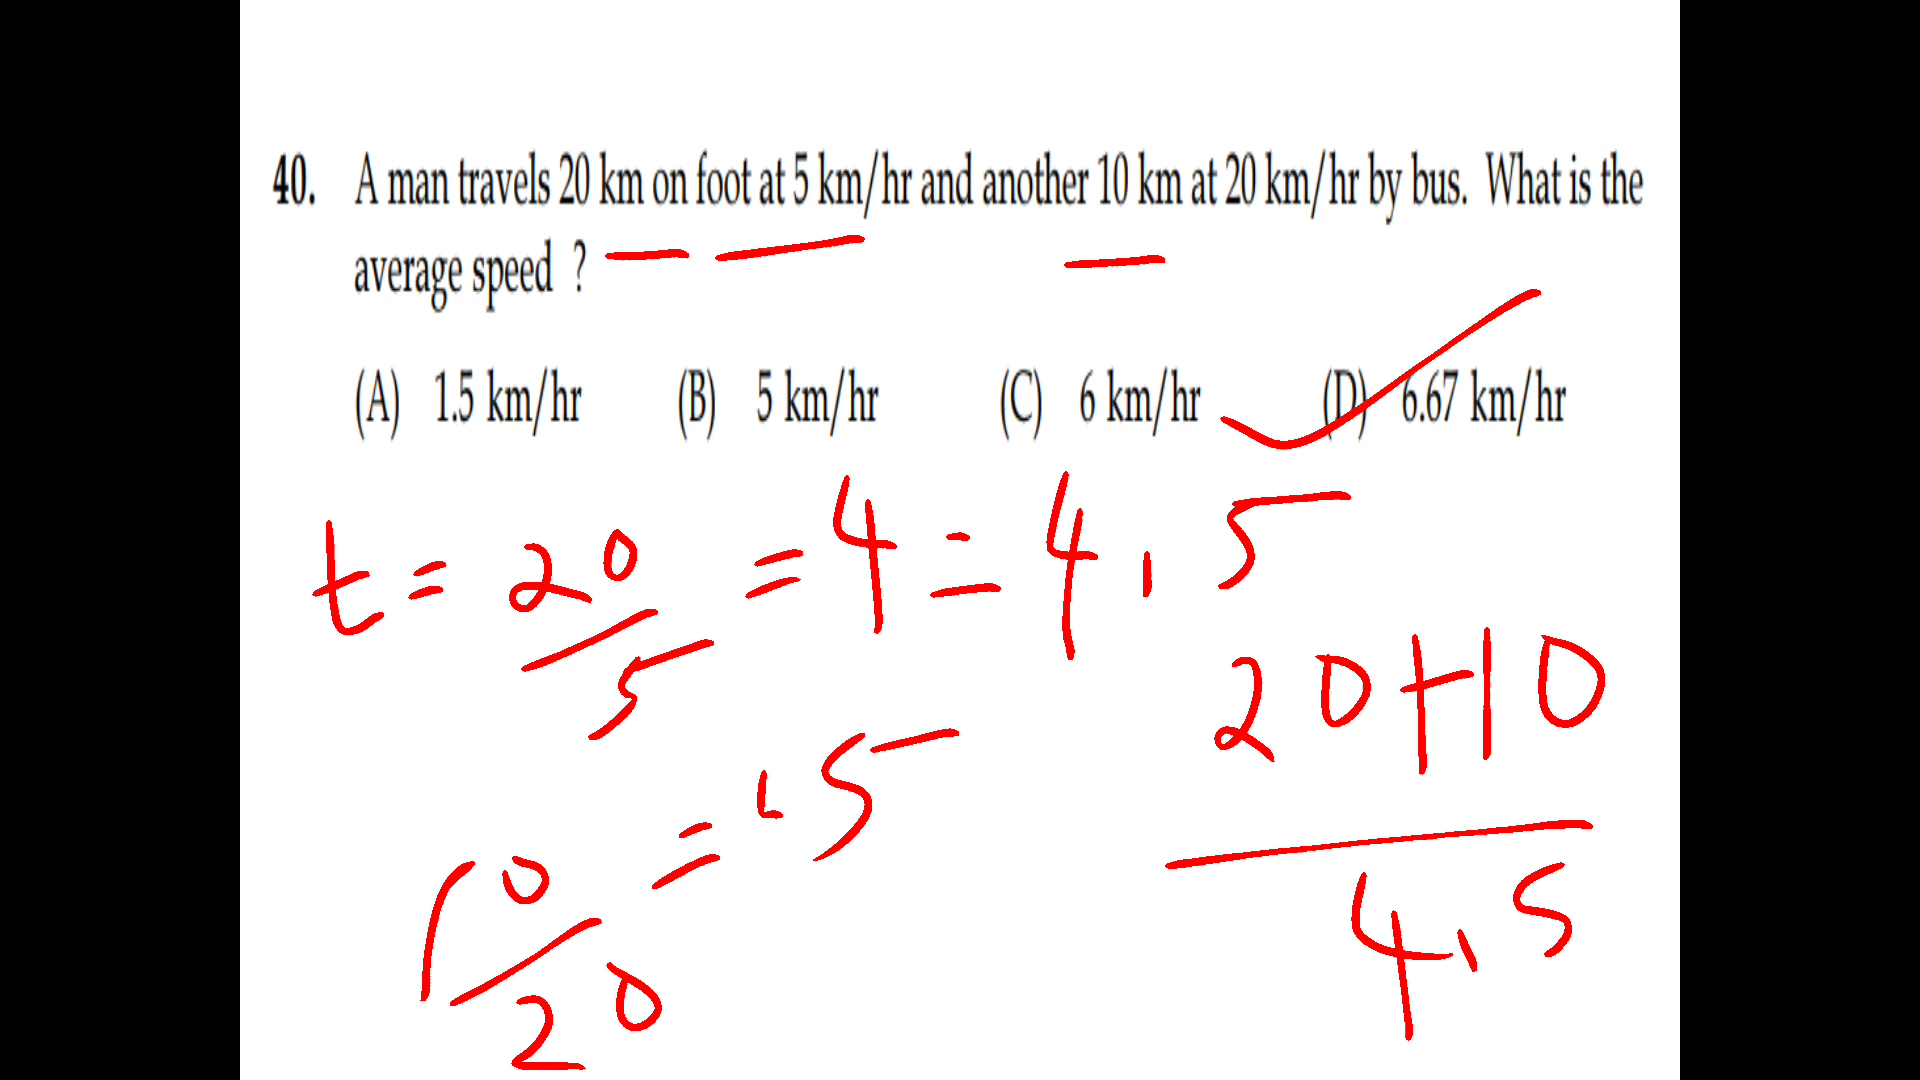 40. A man travels 20 km on foot at 5 km/hr and another 10 km at 20 km/hr by bus. What is the
average speed ?
(A) 1.5 km/hr (B) 5 km/hr (C) 6 km/hr (D) 6.67 km/hr
t = 20/5 = 4 = 4.5
10/20 = .5
20+10
4.5